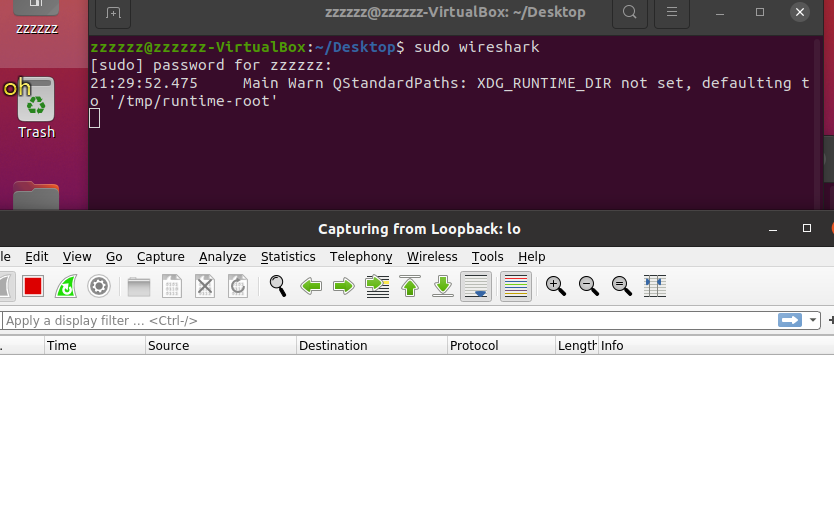 zzzzzz@zzzzzz-VirtualBox: ~/Desktop
zzzzzz
zzzzzz@zzzzzz-VirtualBox:~/Desktop$ sudo wireshark
[sudo] password for zzzzzz:
21:29:52.475     Main Warn QStandardPaths: XDG_RUNTIME_DIR not set, defaulting t
o '/tmp/runtime-root'
oh
Trash
Capturing from Loopback: lo
le Edit View Go Capture Analyze Statistics Telephony Wireless Tools Help
Apply a display filter ... <Ctrl-/>
. Time Source Destination Protocol Length Info